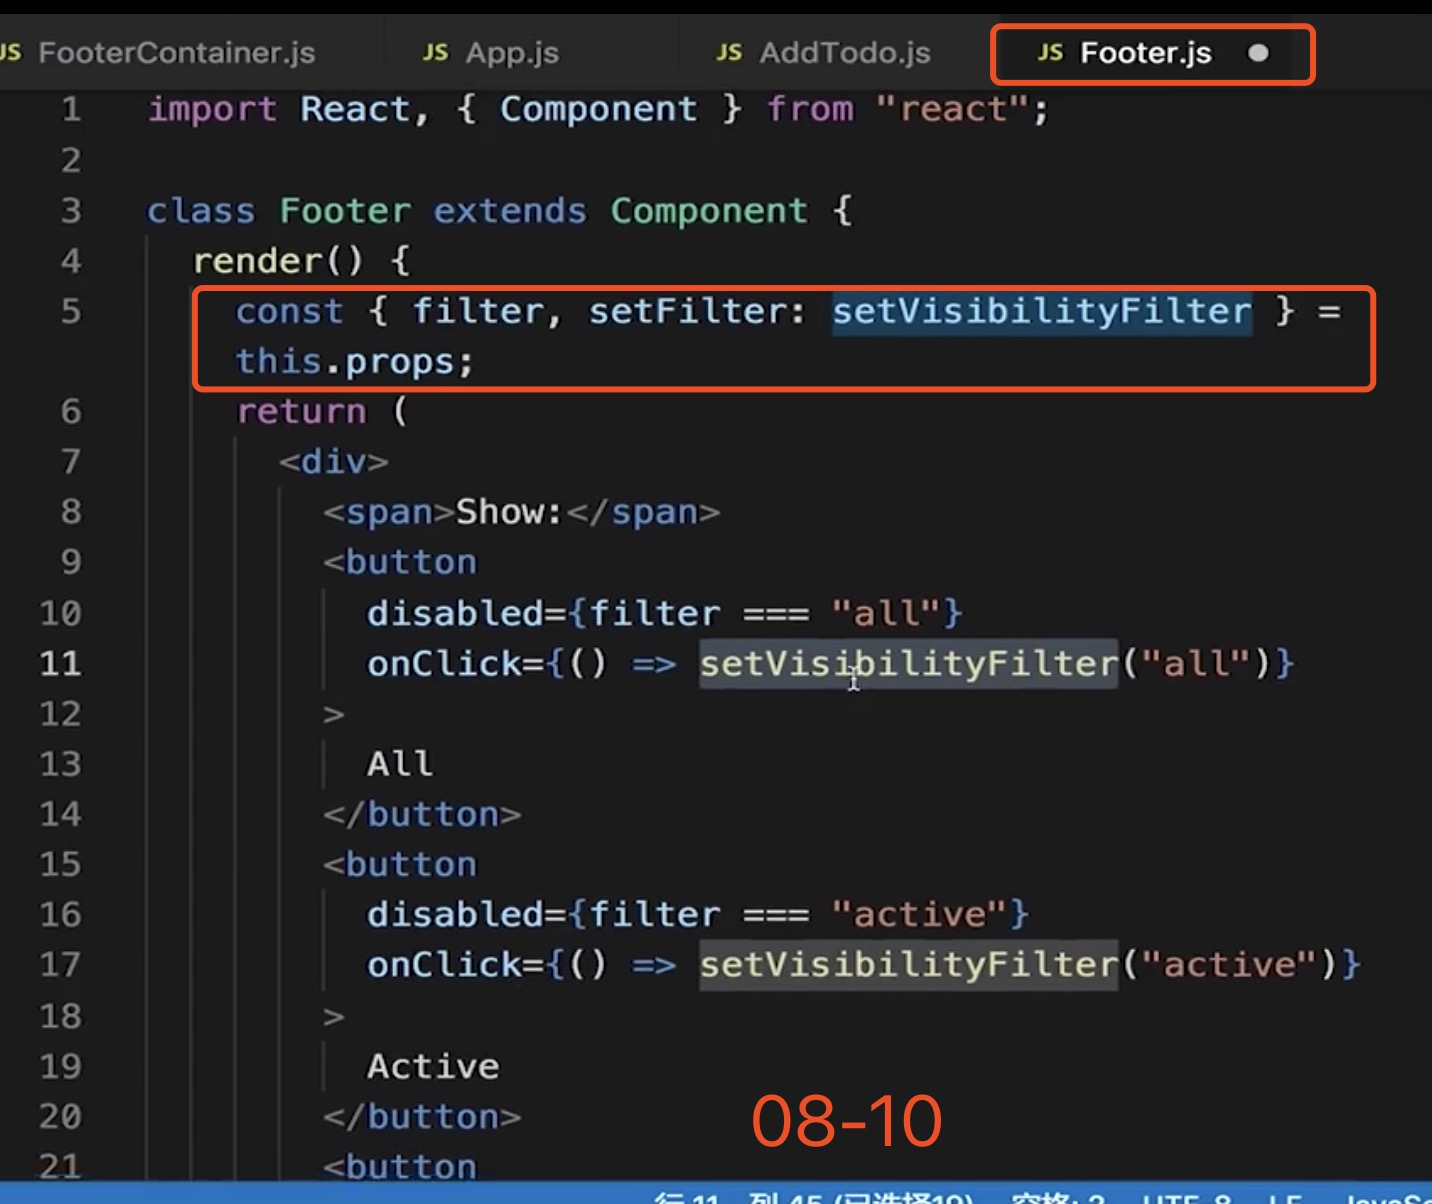 JS FooterContainer.js JS App.js JS AddTodo.js JS Footer.js
1 import React, { Component } from "react";
2
3 class Footer extends Component {
4 render() {
5 const { filter, setFilter: setVisibilityFilter } =
this.props;
6 return (
7 <div>
8 <span>Show:</span>
9 <button
10 disabled={filter === "all"}
11 onClick={() => setVisibilityFilter("all")}
12 >
13 All
14 </button>
15 <button
16 disabled={filter === "active"}
17 onClick={() => setVisibilityFilter("active")}
18 >
19 Active
20 </button>
21 <button
08-10
行 11, 列 45 (已选择19) 空格: 2 UTF-8 LF